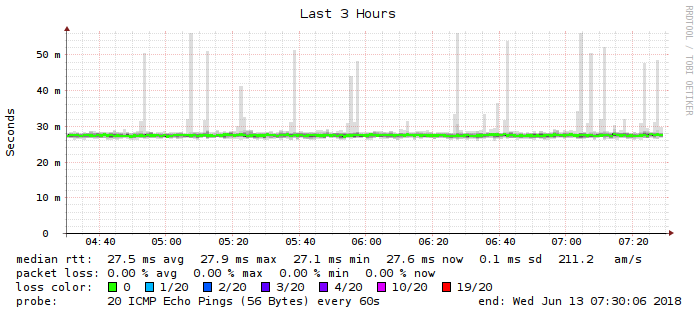 Last 3 Hours
RRDTOOL / TOBI OETIKER
Seconds
50 m
40 m
30 m
20 m
10 m
0
04:40 05:00 05:20 05:40 06:00 06:20 06:40 07:00 07:20
median rtt: 27.5 ms avg 27.9 ms max 27.1 ms min 27.6 ms now 0.1 ms sd 211.2 am/s
packet loss: 0.00 % avg 0.00 % max 0.00 % min 0.00 % now
loss color: 0 1/20 2/20 3/20 4/20 10/20 19/20
probe: 20 ICMP Echo Pings (56 Bytes) every 60s end: Wed Jun 13 07:30:06 2018